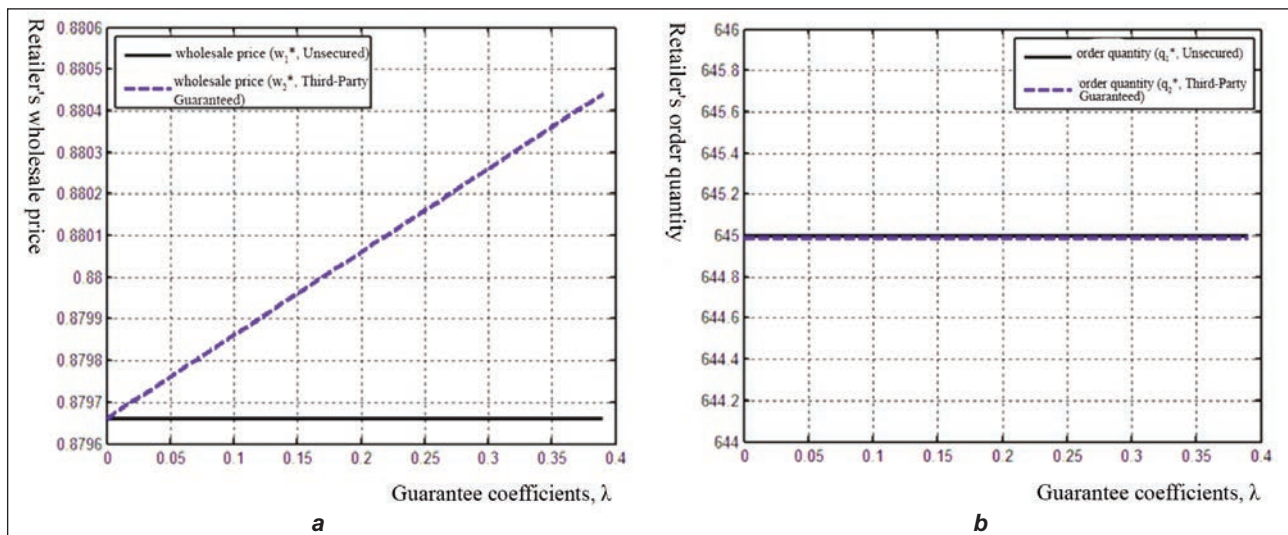 Retailer's wholesale price
0.8806
0.8805
0.8804
0.8803
0.8802
0.8801
0.88
0.8799
0.8798
0.8797
0.8796
wholesale price (w₁*, Unsecured)
wholesale price (w₂*, Third-Party
Guaranteed)
0 0.05 0.1 0.15 0.2 0.25 0.3 0.35 0.4
Guarantee coefficients, λ
a
Retailer's order quantity
646
645.8
645.6
645.4
645.2
645
644.8
644.6
644.4
644.2
644
order quantity (q₁*, Unsecured)
order quantity (q₂*, Third-Party
Guaranteed)
0 0.05 0.1 0.15 0.2 0.25 0.3 0.35 0.4
Guarantee coefficients, λ
b